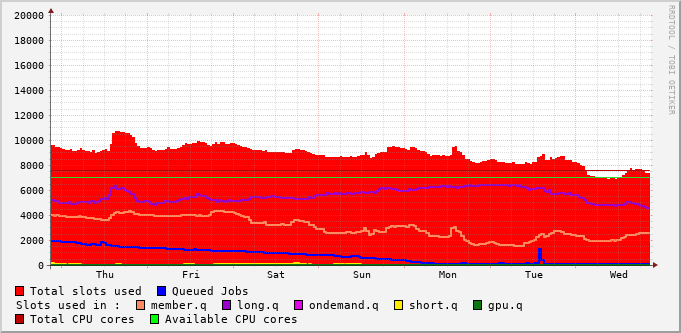 RRDTOOL / TOBI OETIKER
20000
18000
16000
14000
12000
10000
8000
6000
4000
2000
0
Thu Fri Sat Sun Mon Tue Wed
Total slots used Queued Jobs
Slots used in : member.q long.q ondemand.q short.q gpu.q
Total CPU cores Available CPU cores